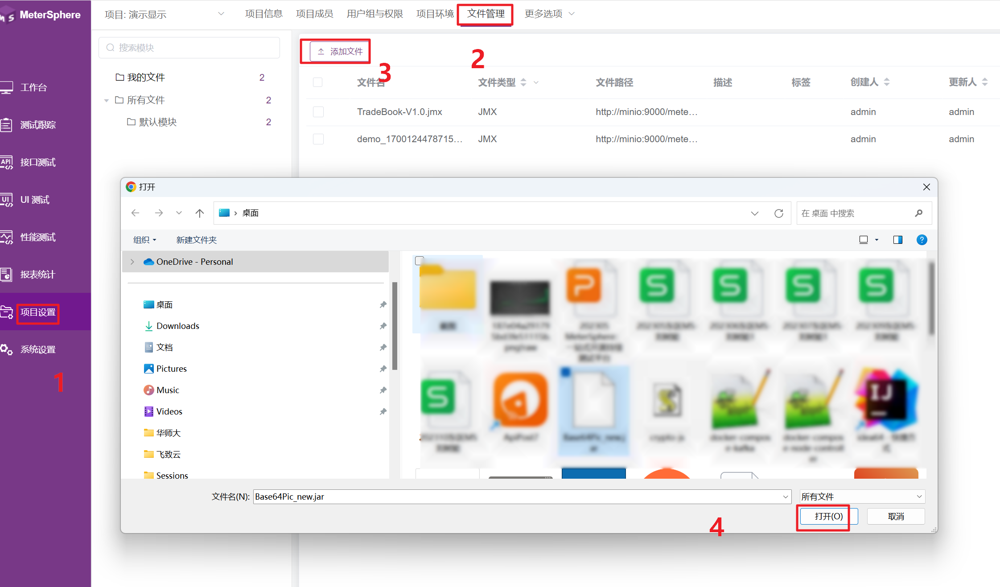 MeterSphere
项目: 演示显示
项目信息
项目成员
用户组与权限
项目环境
文件管理
更多选项
搜索模块
我的文件 2
所有文件 2
默认模块 2
添加文件
3
2
文件名
文件类型
文件路径
描述
标签
创建人
更新人
TradeBook-V1.0.jmx JMX http://minio:9000/mete… admin admin
demo_1700124478715… JMX http://minio:9000/mete… admin admin
工作台
测试跟踪
API 接口测试
UI UI 测试
性能测试
报表统计
项目设置
系统设置
1
打开
桌面
在 桌面 中搜索
组织
新建文件夹
OneDrive - Personal
桌面
Downloads
文档
Pictures
Music
Videos
华师大
飞致云
Sessions
文件名(N): Base64Pic_new.jar
所有文件
4
打开(O)
取消